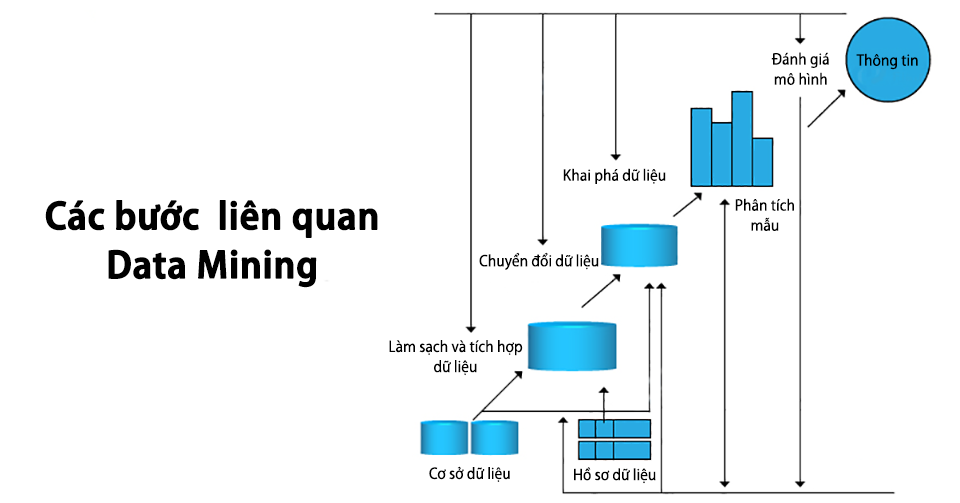 Các bước liên quan
Data Mining
Đánh giá
mô hình
Thông tin
Khai phá dữ liệu
Phân tích
mẫu
Chuyển đổi dữ liệu
Làm sạch và tích hợp
dữ liệu
Cơ sở dữ liệu
Hồ sơ dữ liệu